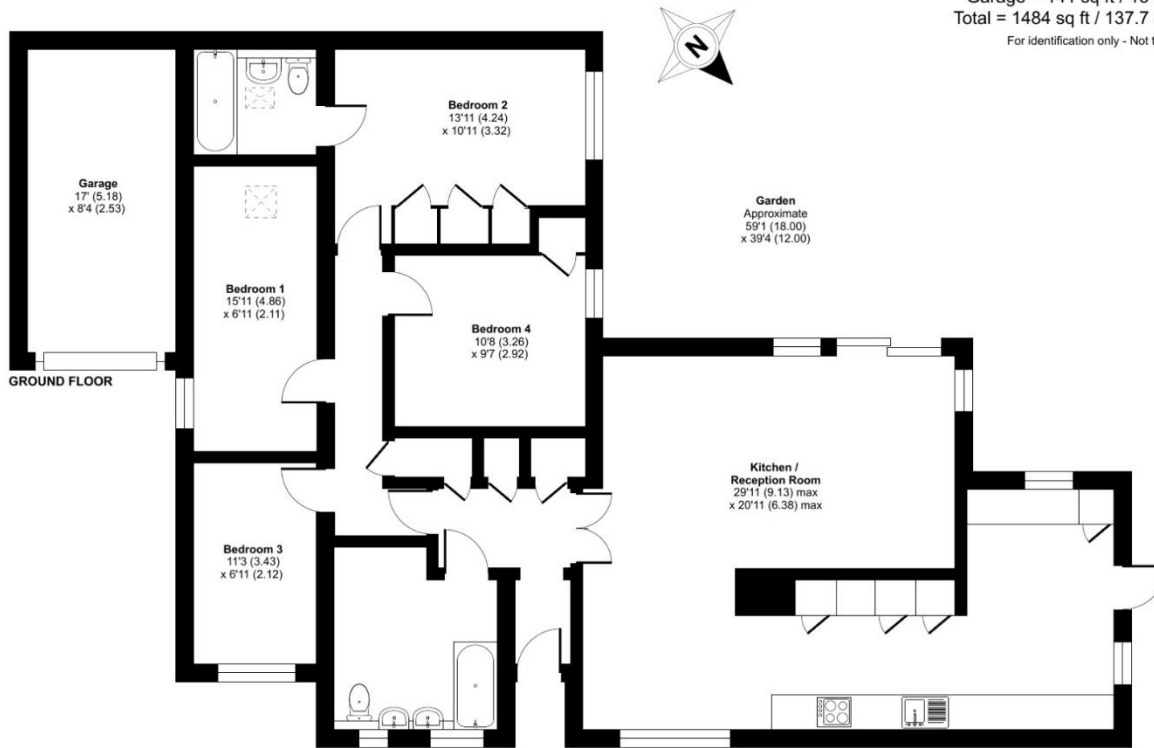 Total = 1484 sq ft / 137.7
For identification only - Not
N
Bedroom 2
13'11 (4.24)
x 10'11 (3.32)
Garage
17' (5.18)
x 8'4 (2.53)
Garden
Approximate
59'1 (18.00)
x 39'4 (12.00)
Bedroom 1
15'11 (4.86)
x 6'11 (2.11)
Bedroom 4
10'8 (3.26)
x 9'7 (2.92)
GROUND FLOOR
Kitchen /
Reception Room
29'11 (9.13) max
x 20'11 (6.38) max
Bedroom 3
11'3 (3.43)
x 6'11 (2.12)